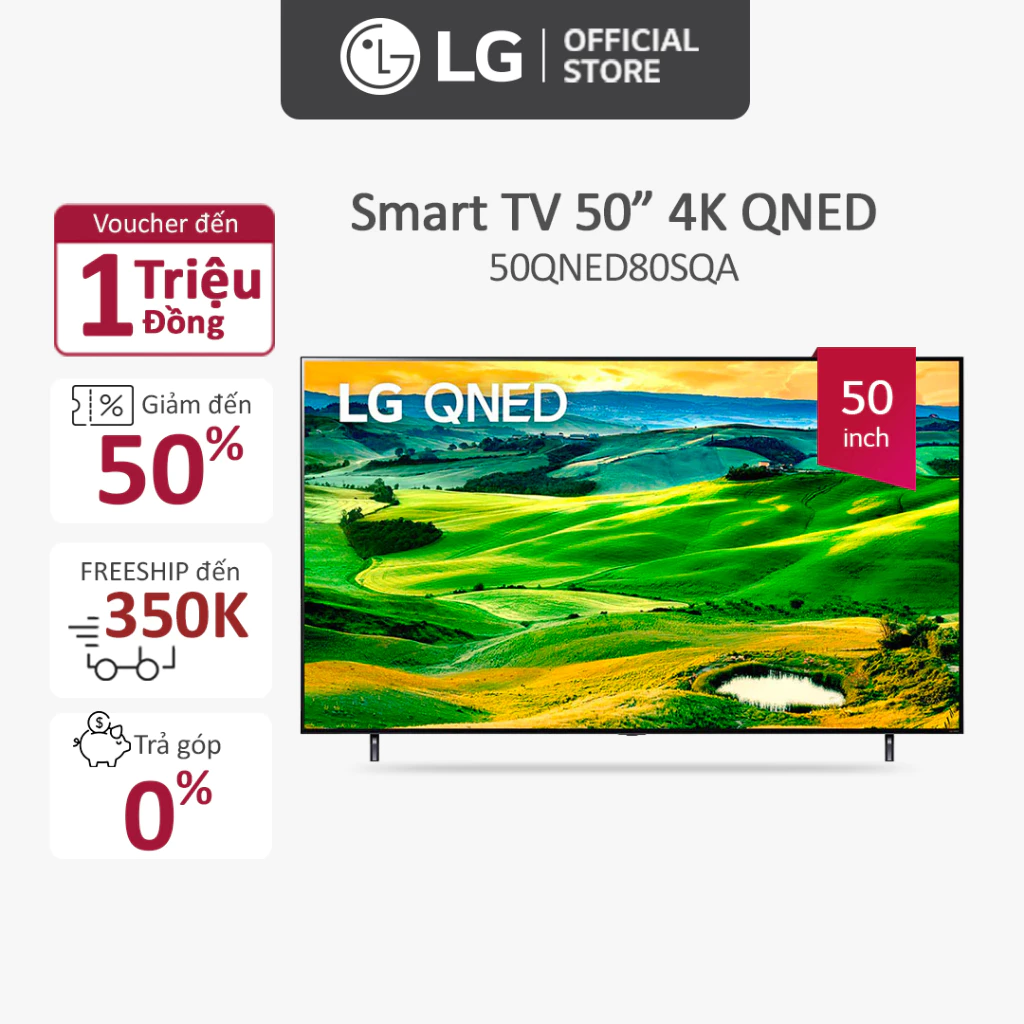 LG OFFICIAL STORE
Smart TV 50” 4K QNED
50QNED80SQA
Voucher đến
1 Triệu
Đồng
% Giảm đến
50%
FREESHIP đến
350K
$
Trả góp
0%
LG QNED
50
inch